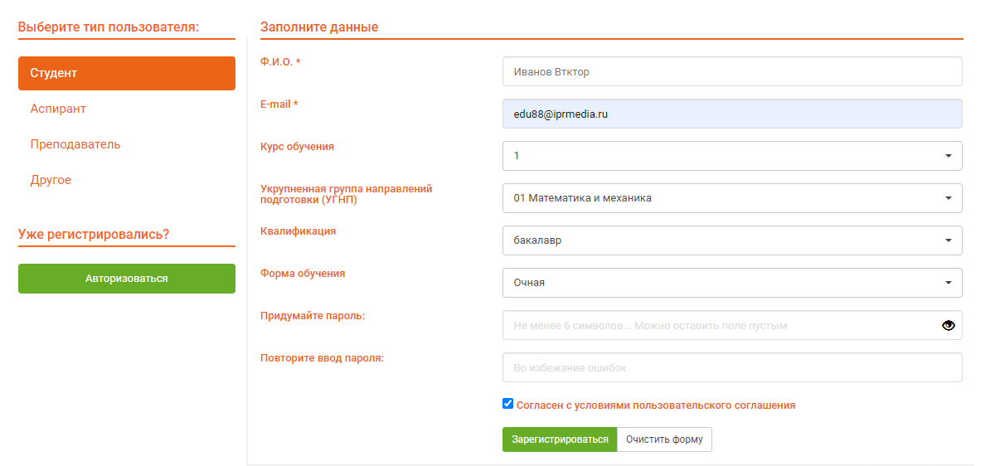 Выберите тип пользователя:
Студент
Аспирант
Преподаватель
Другое
Уже регистрировались?
Авторизоваться
Заполните данные
Ф.И.О. *
Иванов Втктор
E-mail *
edu88@iprmedia.ru
Курс обучения
1
Укрупненная группа направлений
подготовки (УГНП)
01 Математика и механика
Квалификация
бакалавр
Форма обучения
Очная
Придумайте пароль:
Не менее 6 символов... Можно оставить поле пустым
Повторите ввод пароля:
Во избежание ошибок
Согласен с условиями пользовательского соглашения
Зарегистрироваться
Очистить форму